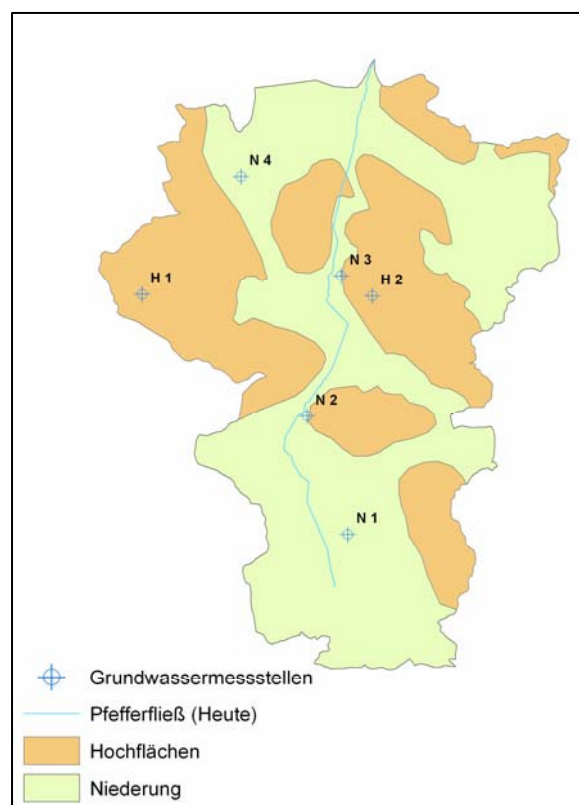 N 4
N 3
H 1
H 2
N 2
N 1
Grundwassermessstellen
Pfefferfließ (Heute)
Hochflächen
Niederung